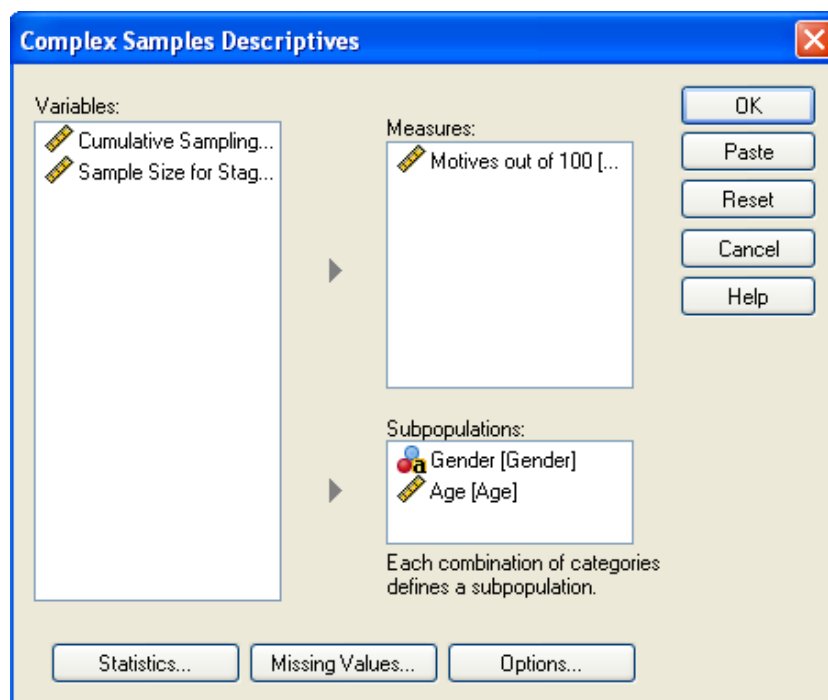 Complex Samples Descriptives
Variables:
Cumulative Sampling...
Sample Size for Stag...
Measures:
Motives out of 100 [...
Subpopulations:
a Gender [Gender]
Age [Age]
Each combination of categories
defines a subpopulation.
OK
Paste
Reset
Cancel
Help
Statistics...
Missing Values...
Options...